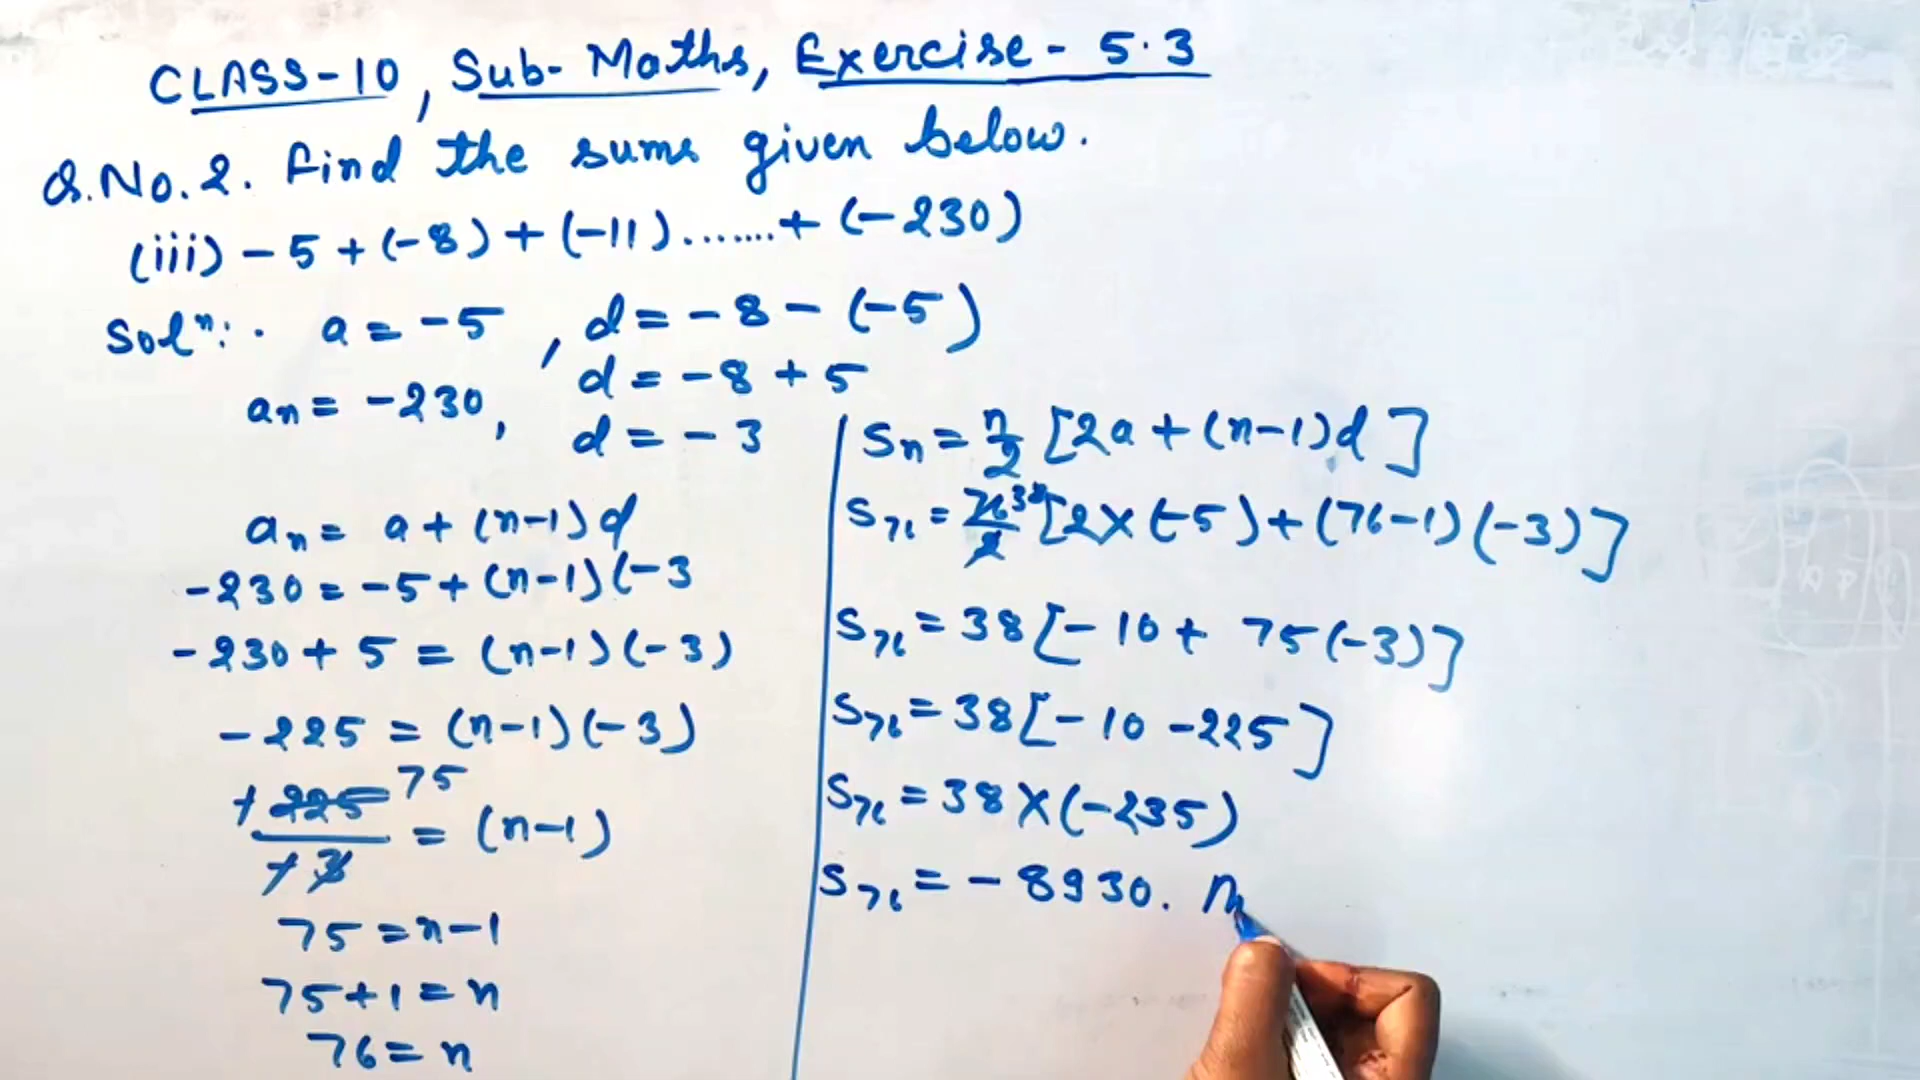 CLASS-10, Sub-Maths, Exercise - 5.3
Q.No.2. Find the sums given below.
(iii) -5+(-8)+(-11).......+(-230)
Solⁿ:. a = -5, d = -8-(-5)
d = -8+5
an = -230, d = -3
an = a+(n-1)d
-230 = -5+(n-1)(-3
-230+5 = (n-1)(-3)
-225 = (n-1)(-3)
+225/+3 75 = (n-1)
75 = n-1
75+1 = n
76 = n
Sn = n/2 [2a+(n-1)d]
S76 = 76/2 38 [2×(-5)+(76-1)(-3)]
S76 = 38[-10+ 75(-3)]
S76 = 38[-10 -225]
S76 = 38×(-235)
S76 = -8930.